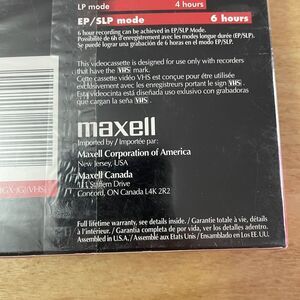 LP mode 4 hours
EP/SLP mode 6 hours
6 hour recording can be achieved in EP/SLP Mode.
Possibilité de 6h d'enregistrement avec les modes longue durée (EP/SLP).
Se puede lograr una grabación de 6 horas en el modo EP/SLP.
This videocassette is designed for use only with recorders
that have the VHS mark.
Cette cassette vidéo VHS est conçue pour être utilisée
exclusivement avec les enregistreurs portant le sign VHS.
Esta videocinta está diseñada uso exclusivo con grabadoras
que cargan la seña VHS.
maxell
Imported by / Importée par:
Maxell Corporation of America
New Jersey, USA
Maxell Canada
Staffern Drive
Concord, ON Canada L4K 2R2
Full lifetime warranty, see details inside. / Garantie totale à vie, détails
à l'intérieur. / Garantía completa de por vida, ver los detalles adentro.
Assembled in U.S.A. / Assemblé aux Etats Unis / Ensamblado en Los EE. UU.